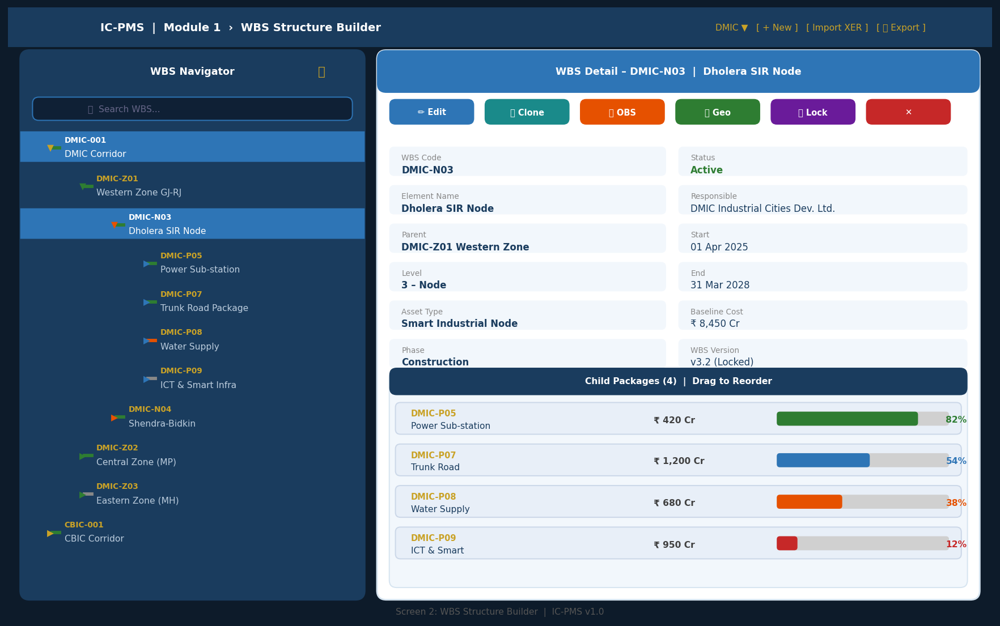 IC-PMS | Module 1 › WBS Structure Builder
DMIC ▼ [ + New ] [ Import XER ] [ Export ]
WBS Navigator
Search WBS...
DMIC-001
DMIC Corridor
DMIC-Z01
Western Zone GJ-RJ
DMIC-N03
Dholera SIR Node
DMIC-P05
Power Sub-station
DMIC-P07
Trunk Road Package
DMIC-P08
Water Supply
DMIC-P09
ICT & Smart Infra
DMIC-N04
Shendra-Bidkin
DMIC-Z02
Central Zone (MP)
DMIC-Z03
Eastern Zone (MH)
CBIC-001
CBIC Corridor
WBS Detail – DMIC-N03 | Dholera SIR Node
✏ Edit
Clone
OBS
Geo
Lock
✕
WBS Code
DMIC-N03
Status
Active
Element Name
Dholera SIR Node
Responsible
DMIC Industrial Cities Dev. Ltd.
Parent
DMIC-Z01 Western Zone
Start
01 Apr 2025
Level
3 – Node
End
31 Mar 2028
Asset Type
Smart Industrial Node
Baseline Cost
₹ 8,450 Cr
Phase
Construction
WBS Version
v3.2 (Locked)
Child Packages (4) | Drag to Reorder
DMIC-P05
Power Sub-station
₹ 420 Cr
82%
DMIC-P07
Trunk Road
₹ 1,200 Cr
54%
DMIC-P08
Water Supply
₹ 680 Cr
38%
DMIC-P09
ICT & Smart
₹ 950 Cr
12%
Screen 2: WBS Structure Builder | IC-PMS v1.0